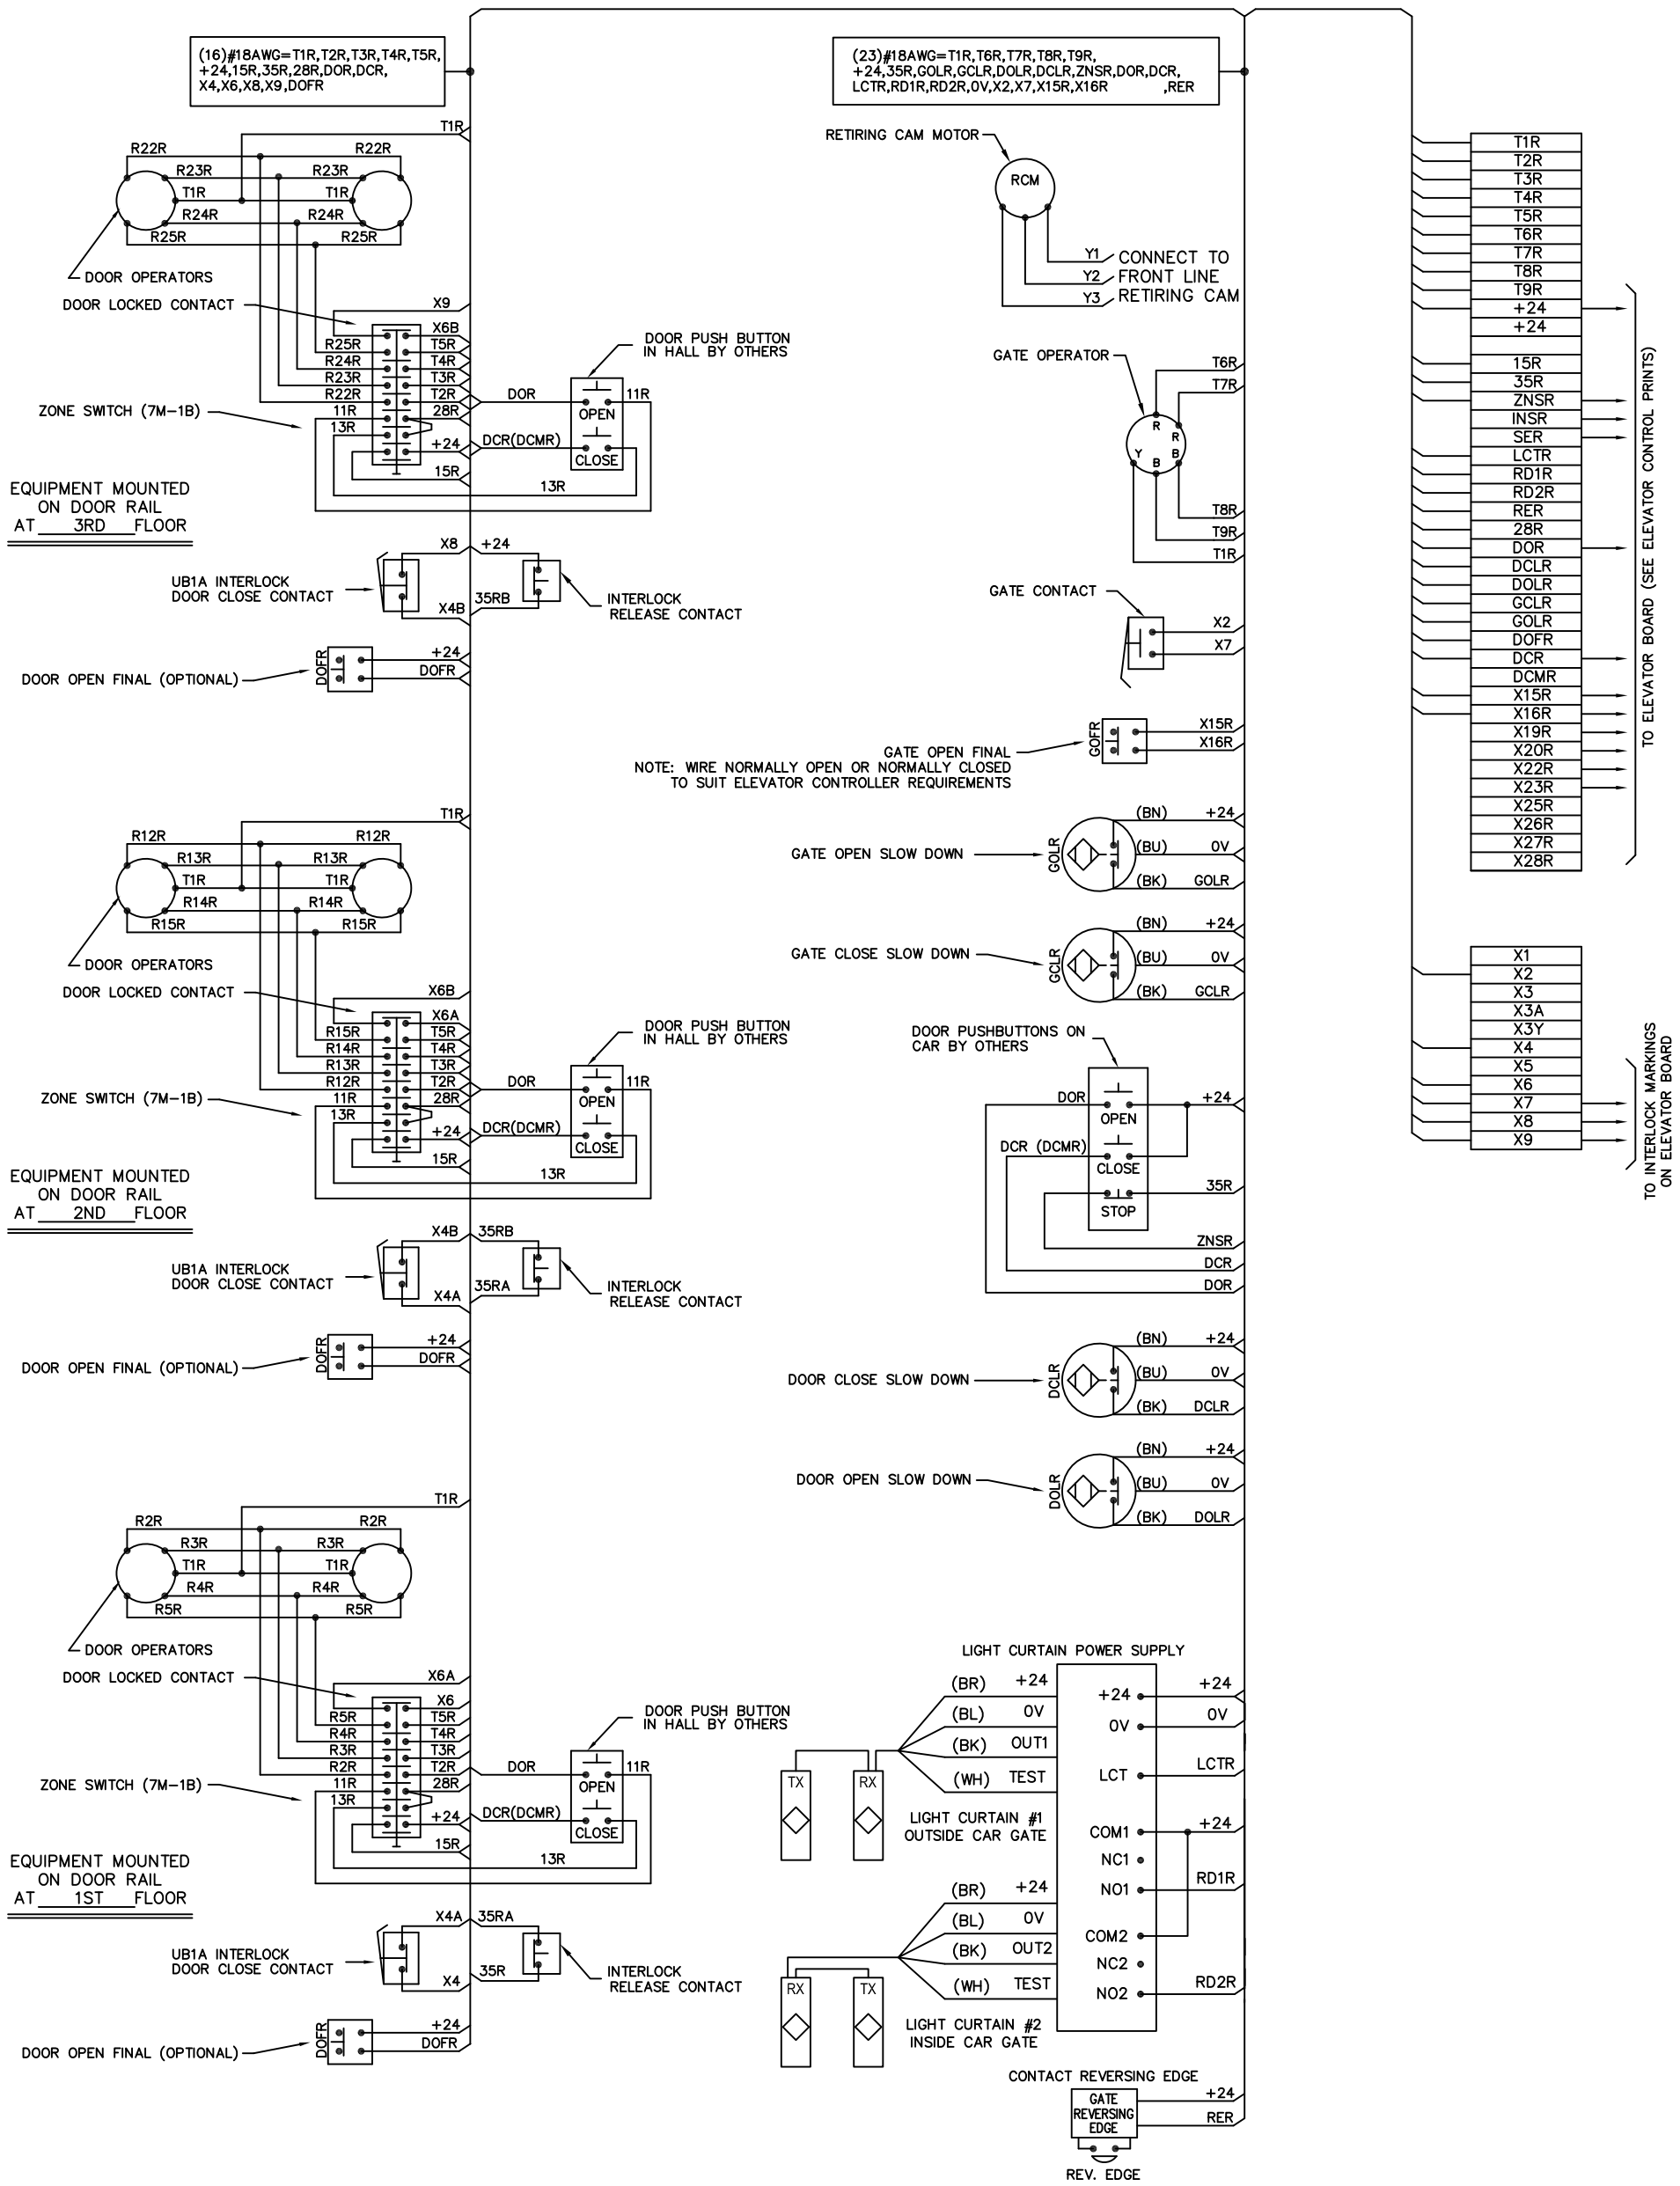 (16)#18AWG=T1R,T2R,T3R,T4R,T5R,
+24,15R,35R,28R,DOR,DCR,
X4,X6,X8,X9,DOFR
T1R
R22R R22R
R23R R23R
T1R T1R
R24R R24R
R25R R25R
DOOR OPERATORS
DOOR LOCKED CONTACT
X9
X6B
R25R T5R
R24R T4R
R23R T3R
R22R T2R
11R 28R
13R
+24
15R
ZONE SWITCH (7M-1B)
DOOR PUSH BUTTON
IN HALL BY OTHERS
DOR
11R
OPEN
DCR(DCMR)
CLOSE
13R
EQUIPMENT MOUNTED
ON DOOR RAIL
AT 3RD FLOOR
X8 +24
UB1A INTERLOCK
DOOR CLOSE CONTACT
X4B 35RB
INTERLOCK
RELEASE CONTACT
DOOR OPEN FINAL (OPTIONAL)
DOFR
+24
DOFR
T1R
R12R R12R
R13R R13R
T1R T1R
R14R R14R
R15R R15R
DOOR OPERATORS
DOOR LOCKED CONTACT
X6B
X6A
R15R T5R
R14R T4R
R13R T3R
R12R T2R
11R 28R
13R
+24
15R
ZONE SWITCH (7M-1B)
DOOR PUSH BUTTON
IN HALL BY OTHERS
DOR
11R
OPEN
DCR(DCMR)
CLOSE
13R
EQUIPMENT MOUNTED
ON DOOR RAIL
AT 2ND FLOOR
X4B 35RB
UB1A INTERLOCK
DOOR CLOSE CONTACT
X4A 35RA
INTERLOCK
RELEASE CONTACT
DOOR OPEN FINAL (OPTIONAL)
DOFR
+24
DOFR
T1R
R2R R2R
R3R R3R
T1R T1R
R4R R4R
R5R R5R
DOOR OPERATORS
DOOR LOCKED CONTACT
X6A
X6
R5R T5R
R4R T4R
R3R T3R
R2R T2R
11R 28R
13R
+24
15R
ZONE SWITCH (7M-1B)
DOOR PUSH BUTTON
IN HALL BY OTHERS
DOR
11R
OPEN
DCR(DCMR)
CLOSE
13R
EQUIPMENT MOUNTED
ON DOOR RAIL
AT 1ST FLOOR
X4A 35RA
UB1A INTERLOCK
DOOR CLOSE CONTACT
X4 35R
INTERLOCK
RELEASE CONTACT
DOOR OPEN FINAL (OPTIONAL)
DOFR
+24
DOFR
(23)#18AWG=T1R,T6R,T7R,T8R,T9R,
+24,35R,GOLR,GCLR,DOLR,DCLR,ZNSR,DOR,DCR,
LCTR,RD1R,RD2R,0V,X2,X7,X15R,X16R ,RER
RETIRING CAM MOTOR
RCM
Y1 CONNECT TO
Y2 FRONT LINE
Y3 RETIRING CAM
GATE OPERATOR
T6R
T7R
R
R
Y B
B
T8R
T9R
T1R
GATE CONTACT
X2
X7
GOFR
X15R
X16R
GATE OPEN FINAL
NOTE: WIRE NORMALLY OPEN OR NORMALLY CLOSED
TO SUIT ELEVATOR CONTROLLER REQUIREMENTS
GATE OPEN SLOW DOWN
GOLR
(BN) +24
(BU) 0V
(BK) GOLR
GATE CLOSE SLOW DOWN
GCLR
(BN) +24
(BU) 0V
(BK) GCLR
DOOR PUSHBUTTONS ON
CAR BY OTHERS
DOR
+24
OPEN
DCR (DCMR)
CLOSE
35R
STOP
ZNSR
DCR
DOR
DOOR CLOSE SLOW DOWN
DCLR
(BN) +24
(BU) 0V
(BK) DCLR
DOOR OPEN SLOW DOWN
DOLR
(BN) +24
(BU) 0V
(BK) DOLR
LIGHT CURTAIN POWER SUPPLY
(BR) +24
(BL) 0V
(BK) OUT1
(WH) TEST
TX RX
LIGHT CURTAIN #1
OUTSIDE CAR GATE
+24 +24
0V 0V
LCT LCTR
COM1 +24
NC1
NO1 RD1R
COM2
NC2
NO2 RD2R
(BR) +24
(BL) 0V
(BK) OUT2
(WH) TEST
RX TX
LIGHT CURTAIN #2
INSIDE CAR GATE
CONTACT REVERSING EDGE
GATE
REVERSING
EDGE
+24
RER
REV. EDGE
T1R
T2R
T3R
T4R
T5R
T6R
T7R
T8R
T9R
+24
+24
15R
35R
ZNSR
INSR
SER
LCTR
RD1R
RD2R
RER
28R
DOR
DCLR
DOLR
GCLR
GOLR
DOFR
DCR
DCMR
X15R
X16R
X19R
X20R
X22R
X23R
X25R
X26R
X27R
X28R
TO ELEVATOR BOARD (SEE ELEVATOR CONTROL PRINTS)
X1
X2
X3
X3A
X3Y
X4
X5
X6
X7
X8
X9
TO INTERLOCK MARKINGS
ON ELEVATOR BOARD